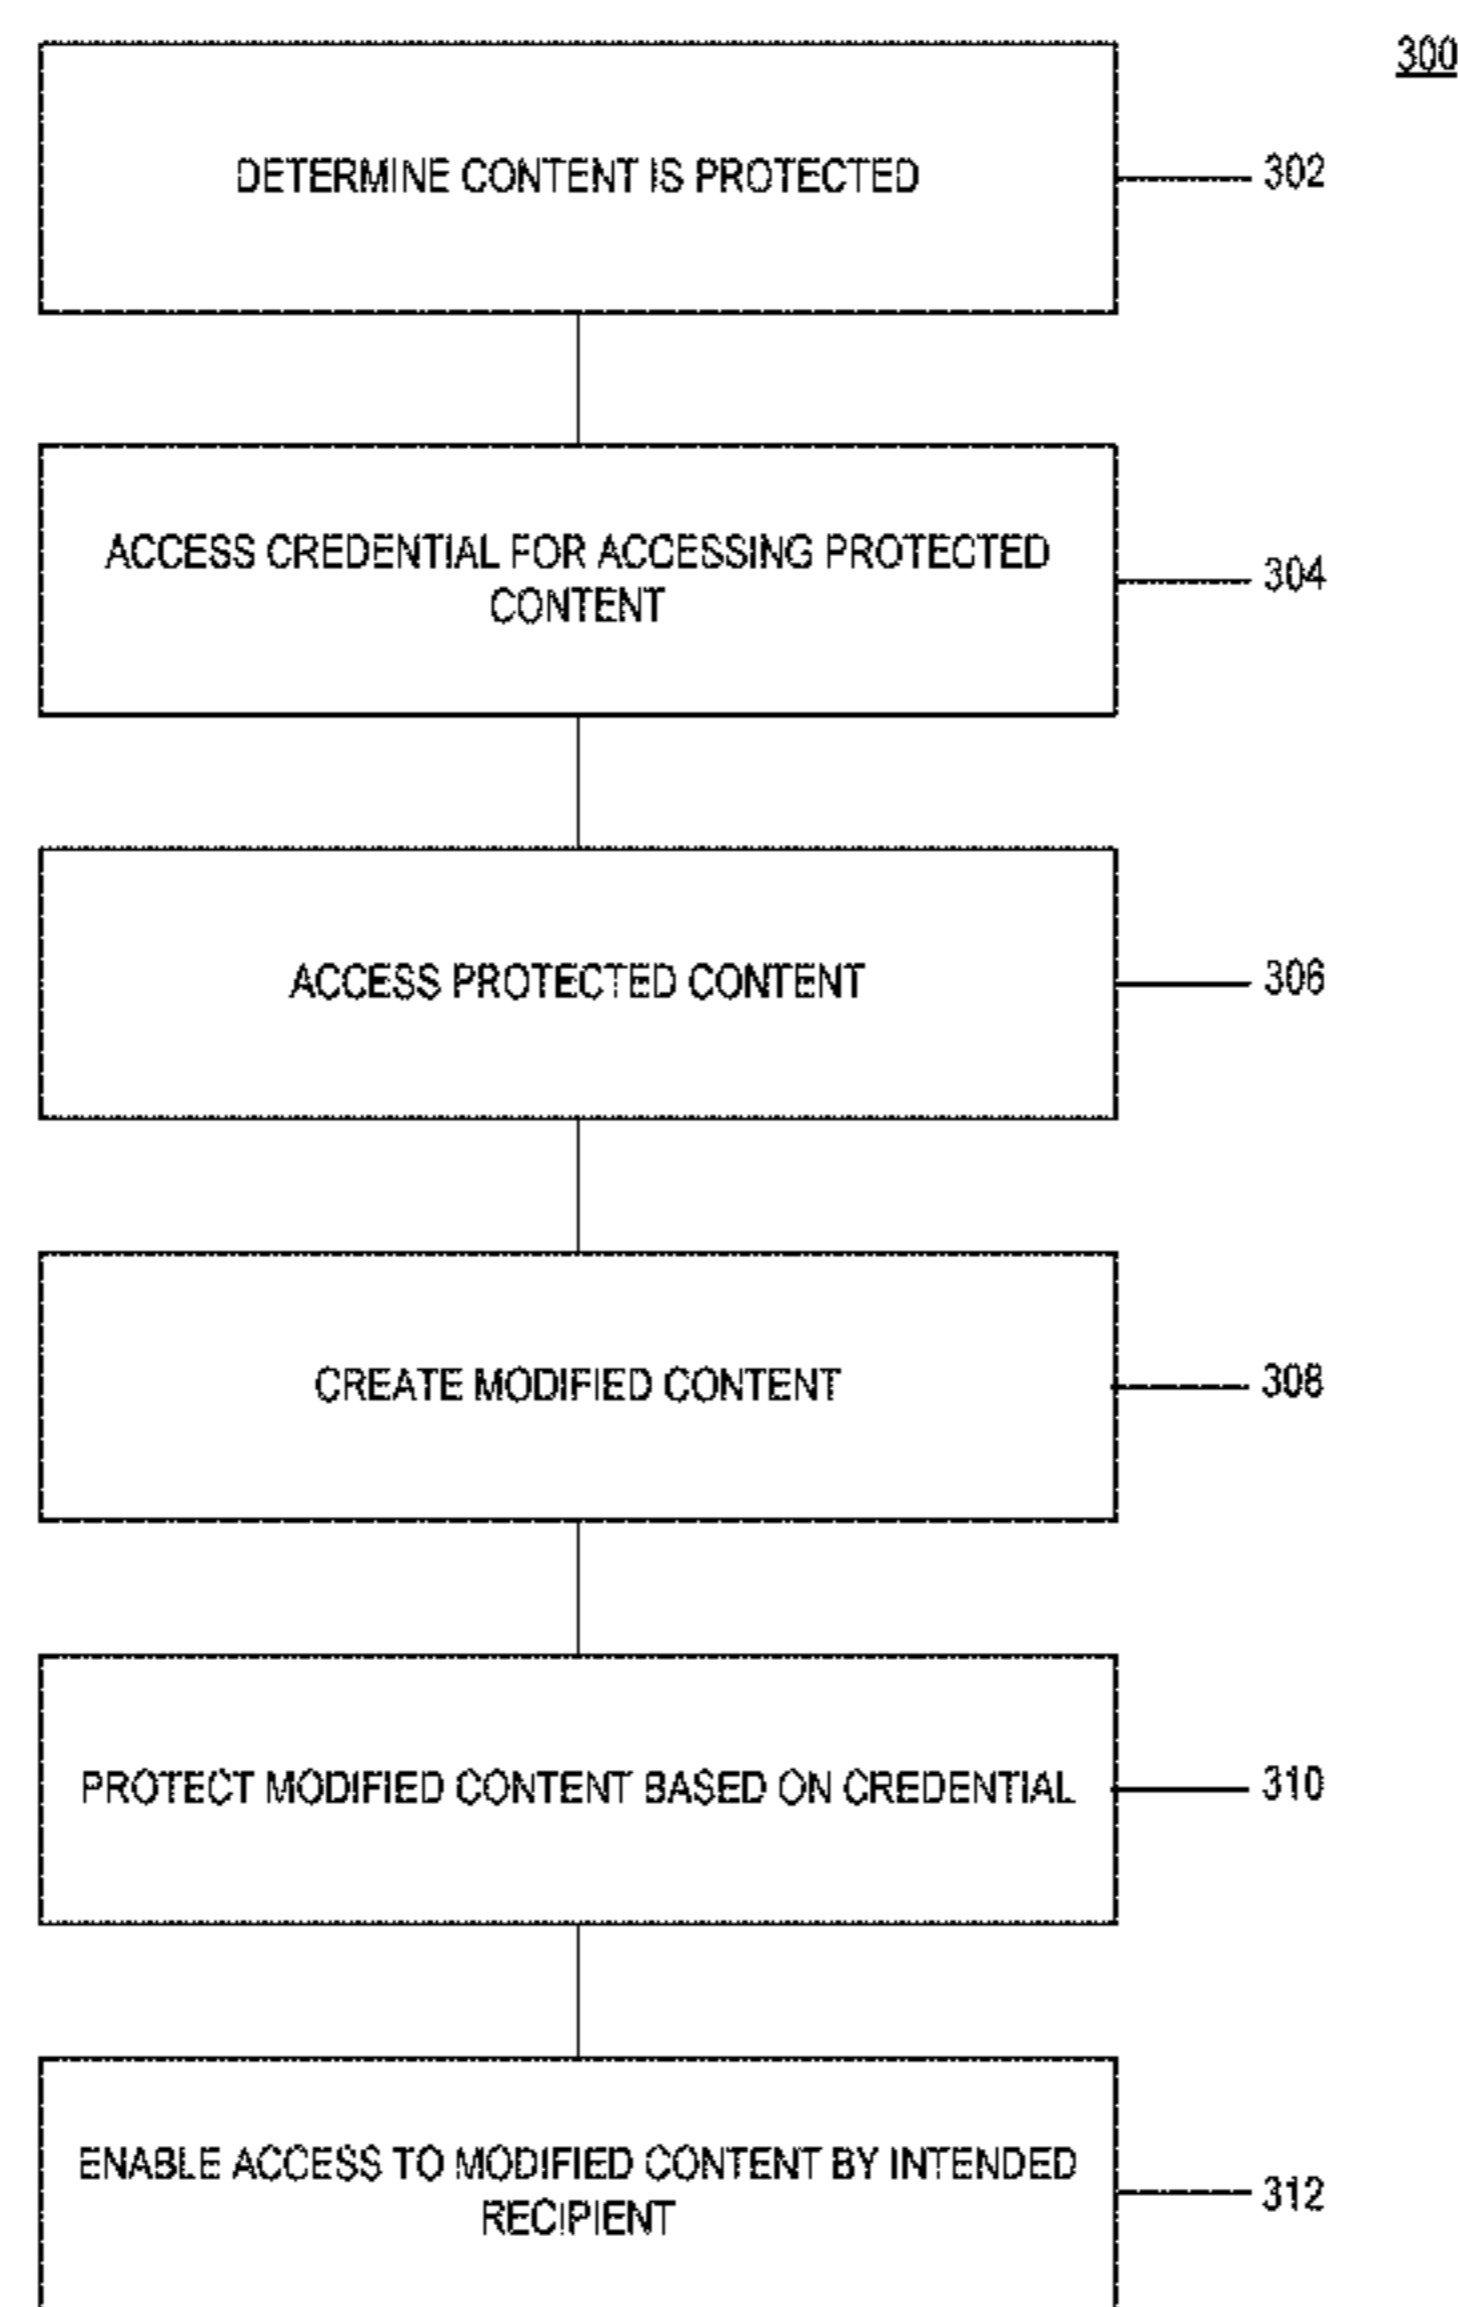 300
DETERMINE CONTENT IS PROTECTED
302
ACCESS CREDENTIAL FOR ACCESSING PROTECTED
CONTENT
304
ACCESS PROTECTED CONTENT
306
CREATE MODIFIED CONTENT
308
PROTECT MODIFIED CONTENT BASED ON CREDENTIAL
310
ENABLE ACCESS TO MODIFIED CONTENT BY INTENDED
RECIPIENT
312